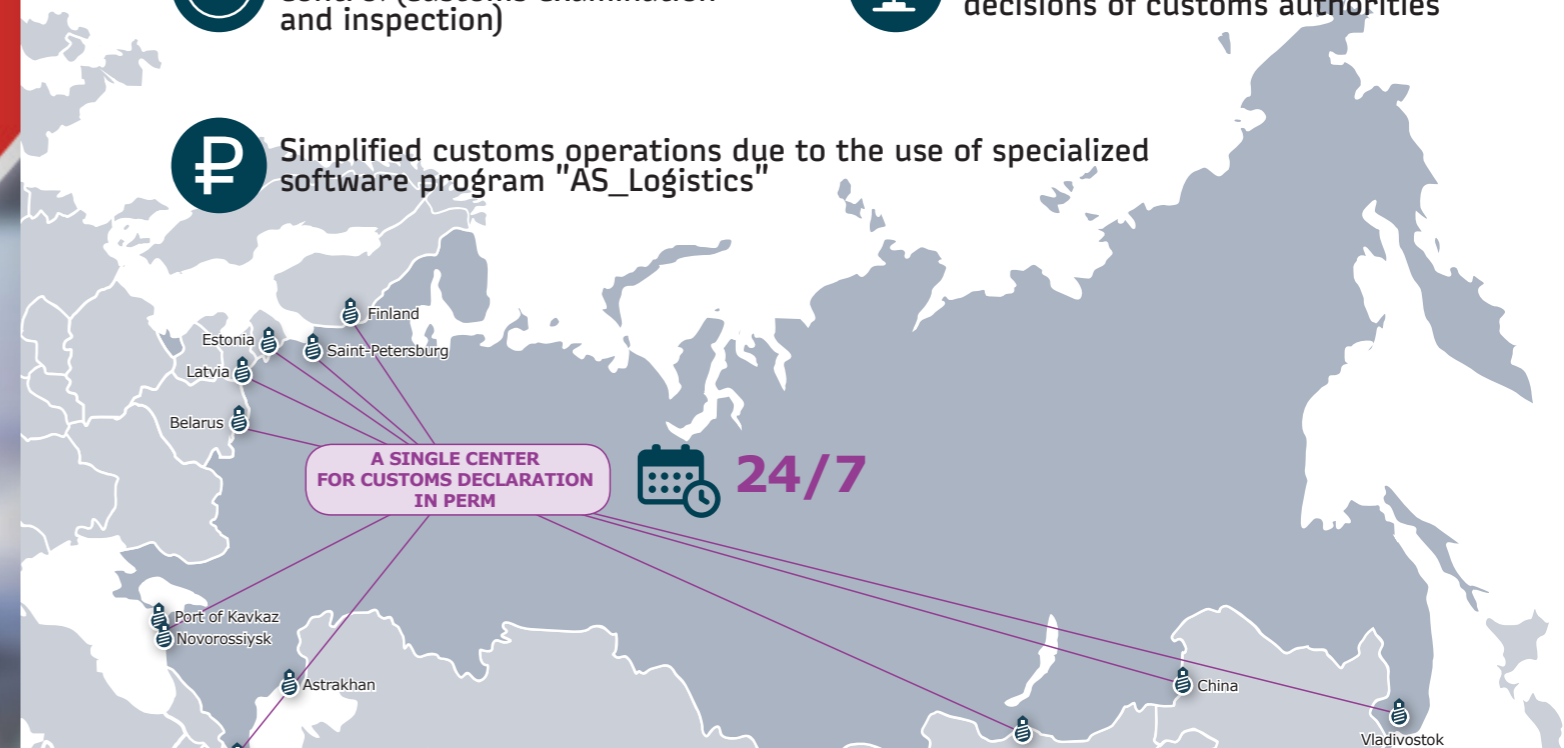 and inspection)
decisions of customs authorities
Simplified customs operations due to the use of specialized
software program "AS_Logistics"
Finland
Estonia
Saint-Petersburg
Latvia
Belarus
A SINGLE CENTER
FOR CUSTOMS DECLARATION
IN PERM
24/7
Port of Kavkaz
Novorossiysk
Astrakhan
China
Vladivostok